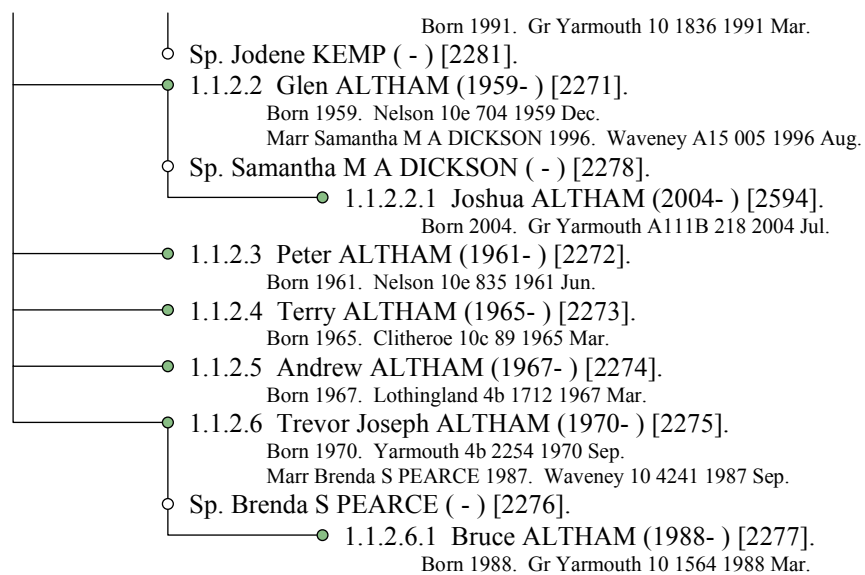 Born 1991. Gr Yarmouth 10 1836 1991 Mar.
Sp. Jodene KEMP ( - ) [2281].
1.1.2.2 Glen ALTHAM (1959- ) [2271].
Born 1959. Nelson 10e 704 1959 Dec.
Marr Samantha M A DICKSON 1996. Waveney A15 005 1996 Aug.
Sp. Samantha M A DICKSON ( - ) [2278].
1.1.2.2.1 Joshua ALTHAM (2004- ) [2594].
Born 2004. Gr Yarmouth A111B 218 2004 Jul.
1.1.2.3 Peter ALTHAM (1961- ) [2272].
Born 1961. Nelson 10e 835 1961 Jun.
1.1.2.4 Terry ALTHAM (1965- ) [2273].
Born 1965. Clitheroe 10c 89 1965 Mar.
1.1.2.5 Andrew ALTHAM (1967- ) [2274].
Born 1967. Lothingland 4b 1712 1967 Mar.
1.1.2.6 Trevor Joseph ALTHAM (1970- ) [2275].
Born 1970. Yarmouth 4b 2254 1970 Sep.
Marr Brenda S PEARCE 1987. Waveney 10 4241 1987 Sep.
Sp. Brenda S PEARCE ( - ) [2276].
1.1.2.6.1 Bruce ALTHAM (1988- ) [2277].
Born 1988. Gr Yarmouth 10 1564 1988 Mar.